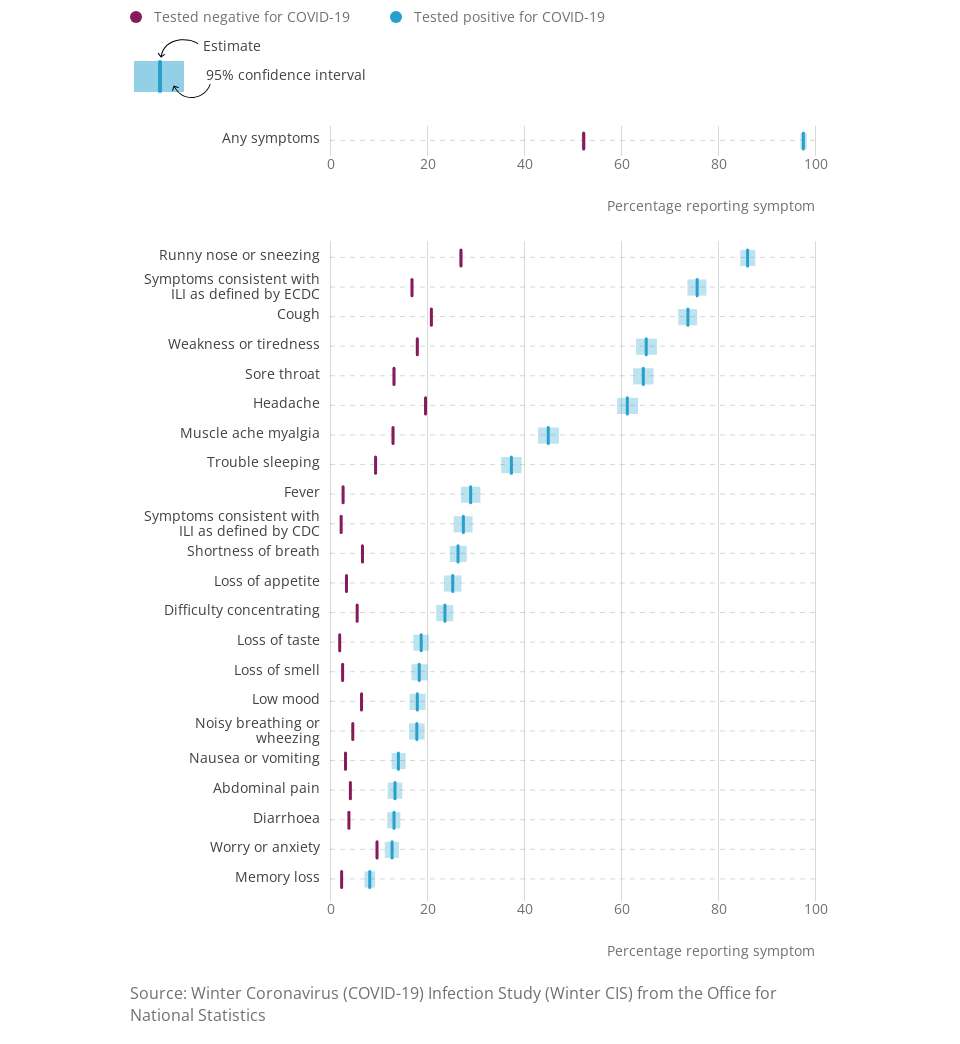 Tested negative for COVID-19
Tested positive for COVID-19
Estimate
95% confidence interval
Any symptoms
0 20 40 60 80 100
Percentage reporting symptom
Runny nose or sneezing
Symptoms consistent with
ILI as defined by ECDC
Cough
Weakness or tiredness
Sore throat
Headache
Muscle ache myalgia
Trouble sleeping
Fever
Symptoms consistent with
ILI as defined by CDC
Shortness of breath
Loss of appetite
Difficulty concentrating
Loss of taste
Loss of smell
Low mood
Noisy breathing or
wheezing
Nausea or vomiting
Abdominal pain
Diarrhoea
Worry or anxiety
Memory loss
0 20 40 60 80 100
Percentage reporting symptom
Source: Winter Coronavirus (COVID-19) Infection Study (Winter CIS) from the Office for
National Statistics